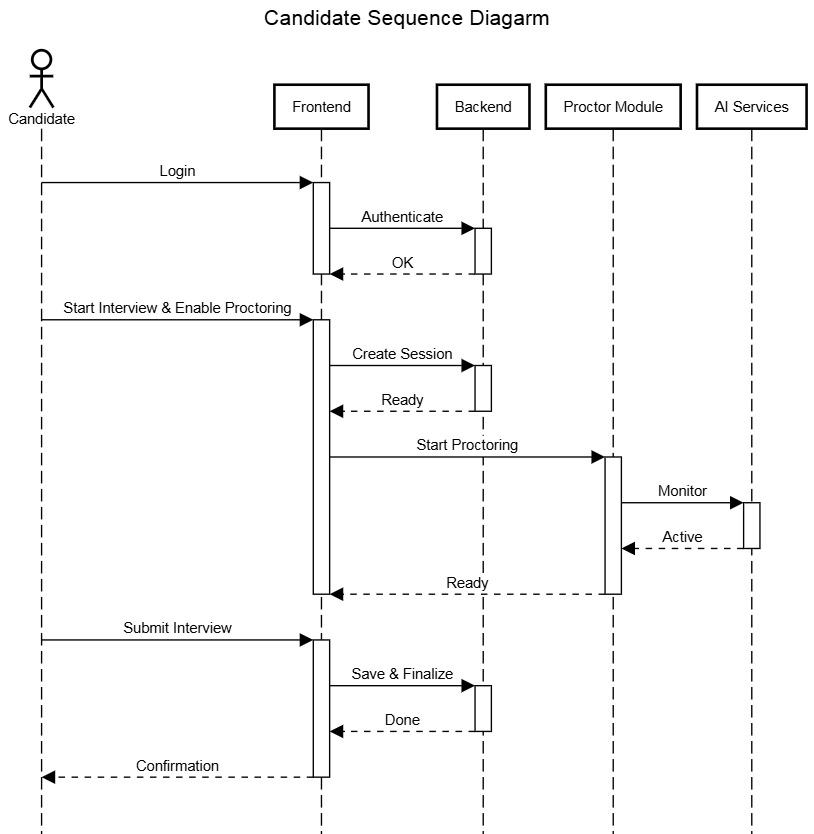 Candidate Sequence Diagarm
Candidate
Frontend
Backend
Proctor Module
AI Services
Login
Authenticate
OK
Start Interview & Enable Proctoring
Create Session
Ready
Start Proctoring
Monitor
Active
Ready
Submit Interview
Save & Finalize
Done
Confirmation